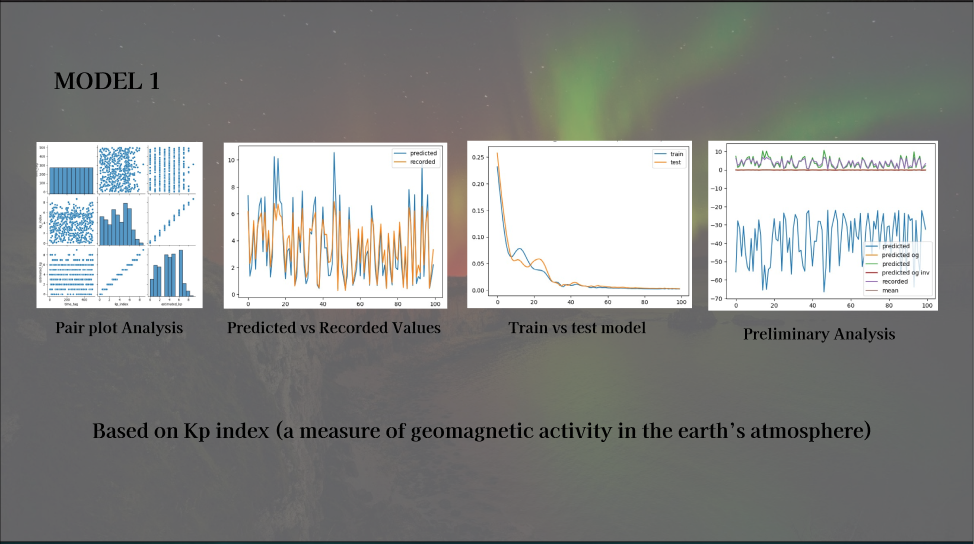 MODEL 1
predicted
recorded
train
test
predicted
predicted og
predicted
predicted og inv
recorded
mean
10
8
6
4
2
0
0 20 40 60 80 100
0.25
0.20
0.15
0.10
0.05
0.00
0 20 40 60 80 100
10
0
−10
−20
−30
−40
−50
−60
−70
0 20 40 60 80 100
Pair plot Analysis
Predicted vs Recorded Values
Train vs test model
Preliminary Analysis
Based on Kp index (a measure of geomagnetic activity in the earth's atmosphere)